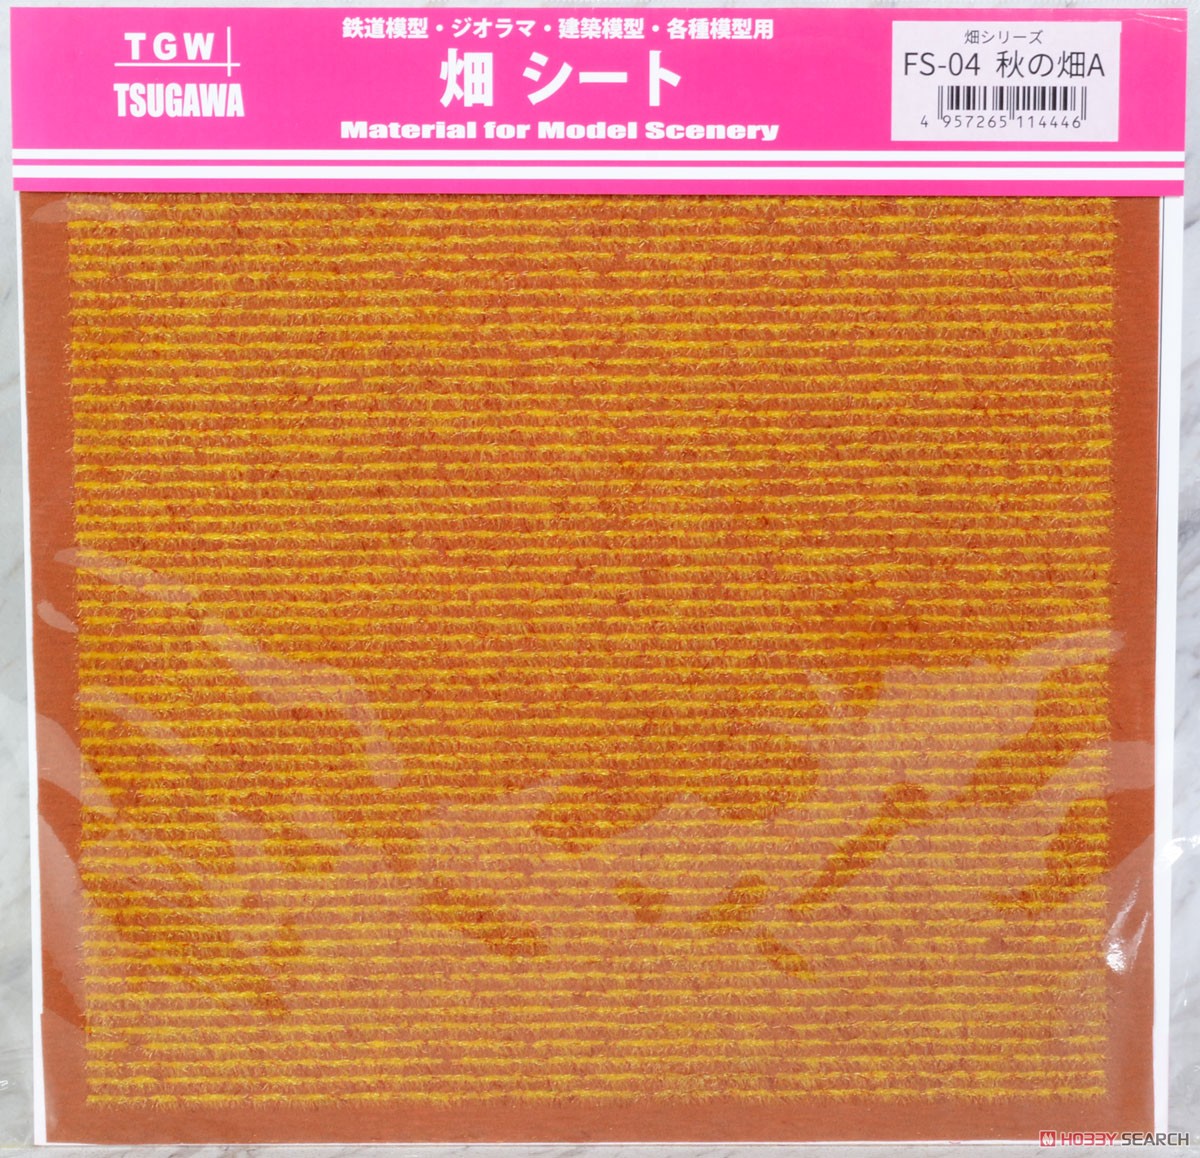 TGW
TSUGAWA
鉄道模型・ジオラマ・建築模型・各種模型用
畑 シート
Material for Model Scenery
畑シリーズ
FS-04 秋の畑A
4 957265 114446
HOBBY SEARCH